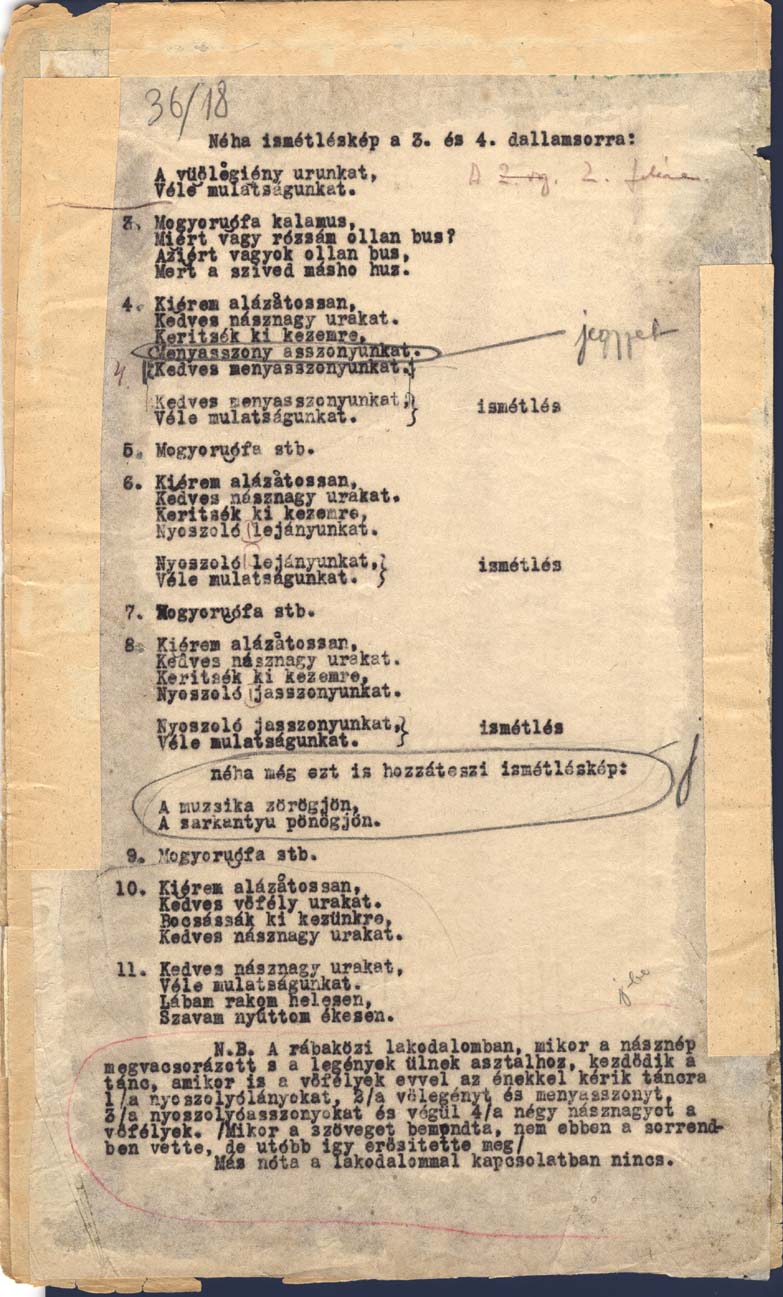 36/18
Néha ismétléskép a 3. és 4. dallamsorra:
A vüőlegiény urunkat,
Véle mulatságunkat.
A 2. vg. 2. felére
3. Mogyoruófa kalamus,
Miért vagy rózsám ollan bus?
Aziért vagyok ollan bus,
Mert a szived másho huz.
4. Kiérem alázatossan,
Kedves násznagy urakat.
Keritsék ki kezemre,
Menyasszony asszonyunkat.
jegyzet
4.
Kedves menyasszonyunkat.
Kedves menyasszonyunkat,} ismétlés
Véle mulatságunkat.
5. Mogyoruófa stb.
6. Kiérem alázatossan,
Kedves násznagy urakat.
Keritsék ki kezemre,
Nyoszoló lejányunkat.
Nyoszoló lejányunkat,} ismétlés
Véle mulatságunkat.
7. Mogyoruófa stb.
8. Kiérem alázatossan,
Kedves násznagy urakat.
Keritsék ki kezemre,
Nyoszoló jasszonyunkat.
Nyoszoló jasszonyunkat,} ismétlés
Véle mulatságunkat.
néha még ezt is hozzáteszi ismétléskép:
A muzsika zörögjön,
A sarkantyu pönögjön.
9. Mogyoruófa stb.
10. Kiérem alázatossan,
Kedves vőfély urakat.
Bocsássák ki kezünkre,
Kedves násznagy urakat.
11. Kedves násznagy urakat,
Véle mulatságunkat.
Lábam rakom helesen,
Szavam nyuttom ékesen.
N.B. A rábaközi lakodalomban, mikor a násznép
megvacsorázott s a legények ülnek asztalhoz, kezdődik a
tánc, amikor is a vőfélyek evvel az énekkel kérik táncra
1/a nyoszolyólányokat, 2/a vőlegényt és menyasszonyt,
3/a nyoszolyóasszonyokat és végül 4/a négy násznagyot a
vőfélyek. /Mikor a szöveget bemondta, nem ebben a sorrend-
ben vette, de utóbb igy erősitette meg/
Más nóta a lakodalommal kapcsolatban nincs.